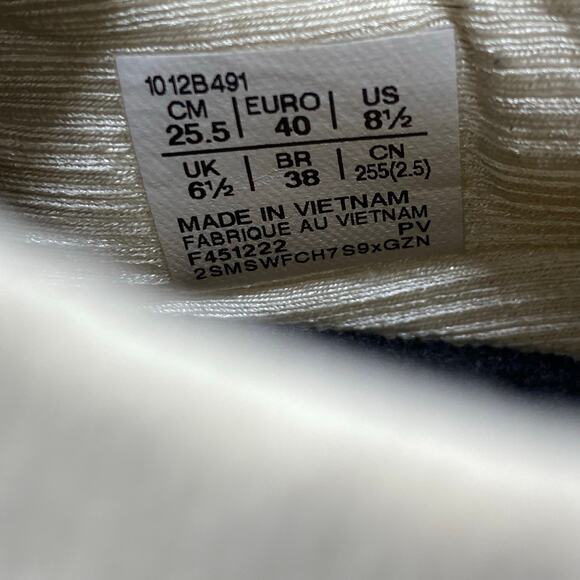 1012B491
CM | EURO | US
25.5 | 40 | 8½
UK | BR | CN
6½ | 38 | 255(2.5)
MADE IN VIETNAM
FABRIQUE AU VIETNAM
F451222 PV
2SMSWFCH7S9xGZN